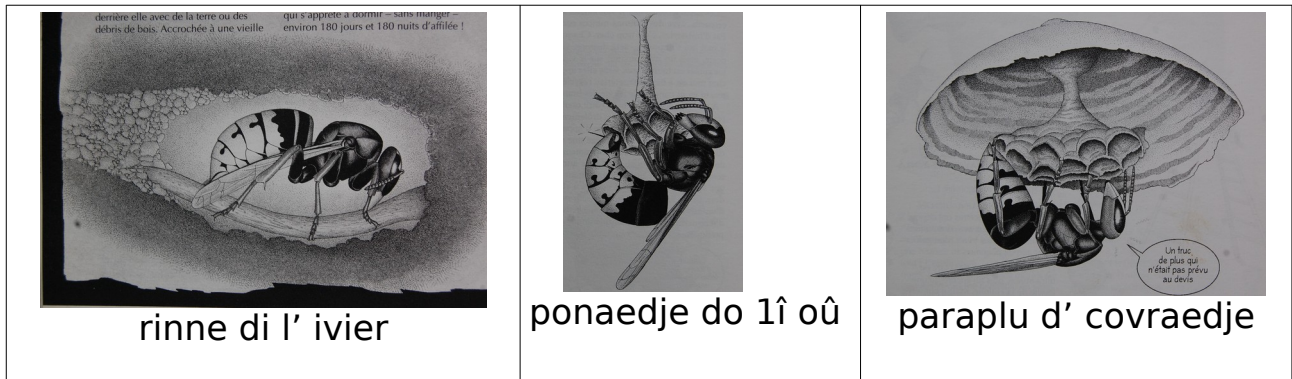 derrière elle avec de la terre ou des
débris de bois. Accrochée à une vieille
qui s'apprête à dormir – sans manger –
environ 180 jours et 180 nuits d'affilée !
rinne di l' ivier
ponaedje do 1î oû
Un truc
de plus qui
n'était pas prévu
au devis
paraplu d' covraedje